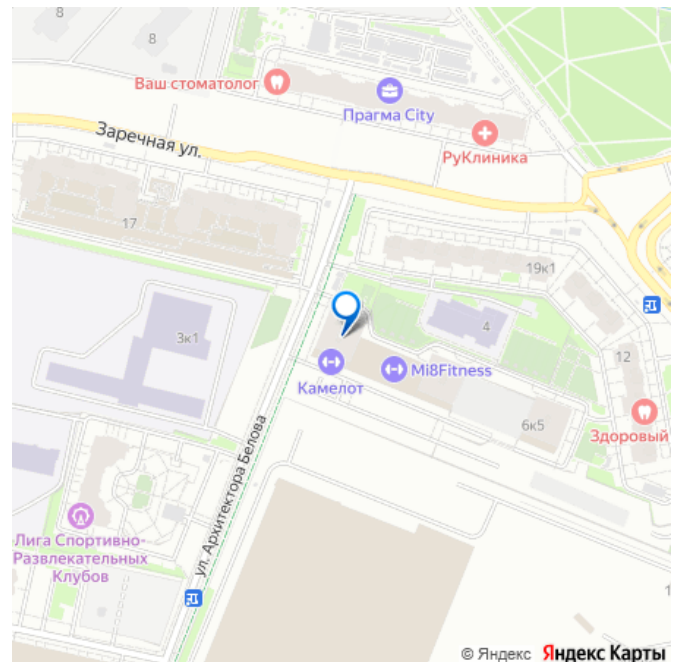 8
8
Ваш стоматолог
Прагма City
РуКлиника
Заречная ул.
17
19к1
3к1
4
12
Камелот
Mi8Fitness
6к5
Здоровый
ул. Архитектора Белова
Лига Спортивно-
Развлекательных
Клубов
1
© Яндекс Яндекс Карты